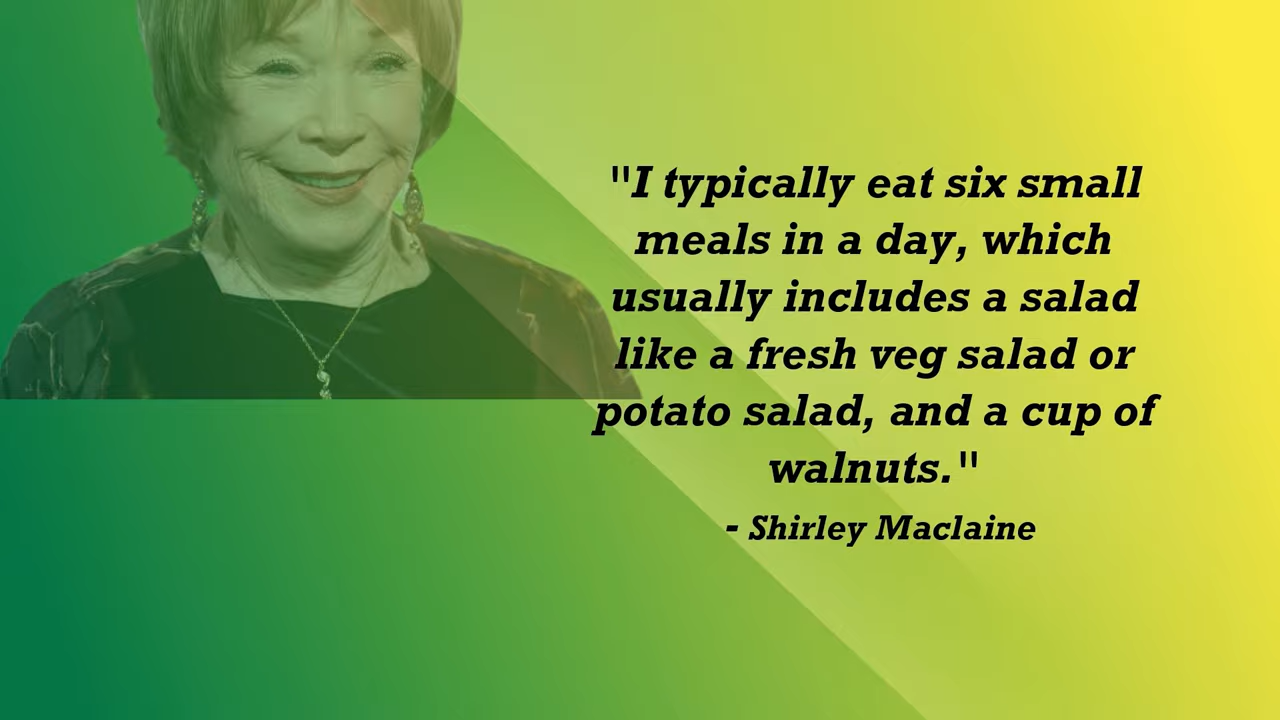 "I typically eat six small
meals in a day, which
usually includes a salad
like a fresh veg salad or
potato salad, and a cup of
walnuts."
- Shirley Maclaine